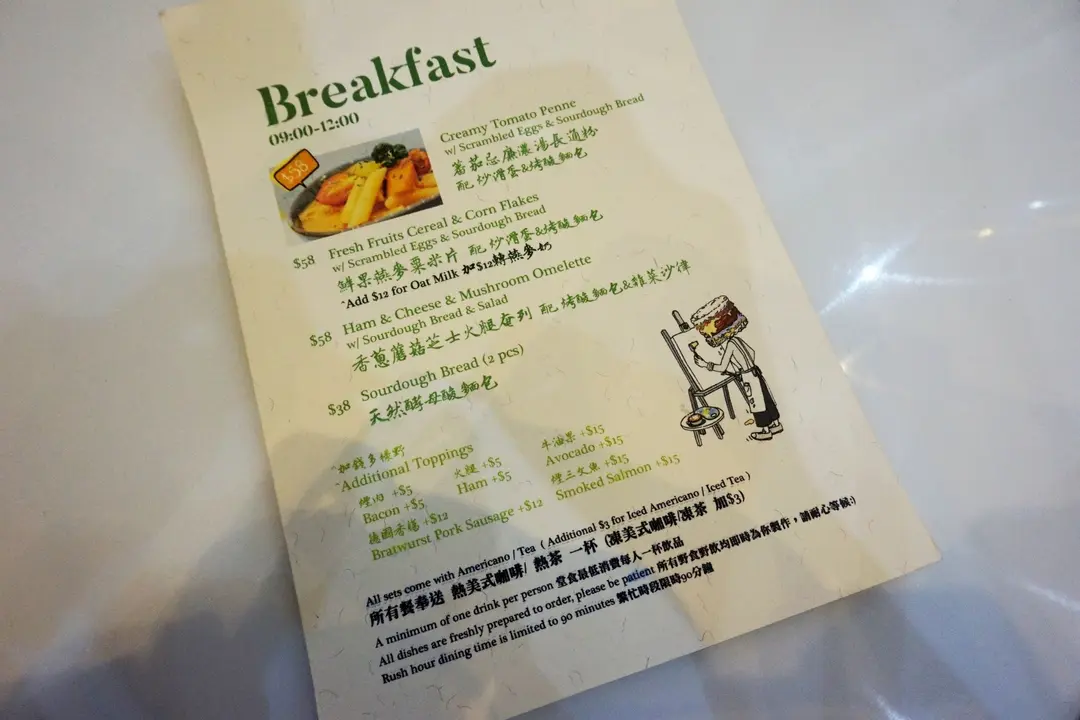 Breakfast
09:00-12:00
$58
Creamy Tomato Penne
w/ Scrambled Eggs & Sourdough Bread
蕃茄忌廉濃湯長通粉
配 炒滑蛋&烤酸麵包
$58 Fresh Fruits Cereal & Corn Flakes
w/ Scrambled Eggs & Sourdough Bread
鮮果燕麥粟米片 配 炒滑蛋&烤酸麵包
*Add $12 for Oat Milk 加$12轉燕麥奶
$58 Ham & Cheese & Mushroom Omelette
w/ Sourdough Bread & Salad
香蔥蘑菇芝士火腿奄列 配 烤酸麵包&雜菜沙律
$38 Sourdough Bread (2 pcs)
天然酵母酸麵包
*加錢多樣野
*Additional Toppings
煙肉 +$5 火腿 +$5 牛油果 +$15
Bacon +$5 Ham +$5 Avocado +$15
德國香腸 +$12 煙三文魚 +$15
Bratwurst Pork Sausage +$12 Smoked Salmon +$15
All sets come with Americano / Tea ( Additional $3 for Iced Americano / Iced Tea )
所有餐奉送 熱美式咖啡/ 熱茶 一杯 (凍美式咖啡/凍茶 加$3)
A minimum of one drink per person 堂食最低消費每人一杯飲品
All dishes are freshly prepared to order, please be patient 所有野食野飲均即時為你製作，請耐心等候:)
Rush hour dining time is limited to 90 minutes 繁忙時段限時90分鐘